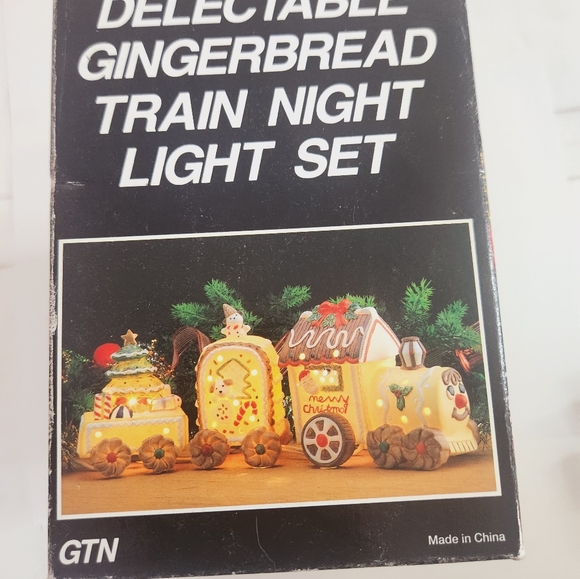 DELECTABLE
GINGERBREAD
TRAIN NIGHT
LIGHT SET
merry
christmas
GTN
Made in China